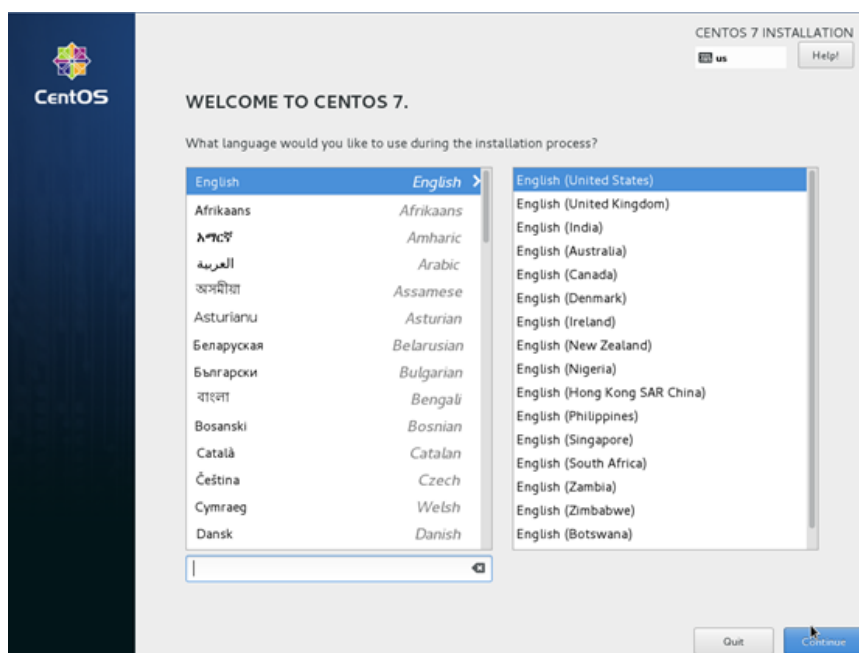 CENTOS 7 INSTALLATION
us
Help!
CentOS
WELCOME TO CENTOS 7.
What language would you like to use during the installation process?
English English
Afrikaans Afrikaans
አማርኛ Amharic
العربية Arabic
অসমীয়া Assamese
Asturianu Asturian
Беларуская Belarusian
Български Bulgarian
বাংলা Bengali
Bosanski Bosnian
Català Catalan
Čeština Czech
Cymraeg Welsh
Dansk Danish
English (United States)
English (United Kingdom)
English (India)
English (Australia)
English (Canada)
English (Denmark)
English (Ireland)
English (New Zealand)
English (Nigeria)
English (Hong Kong SAR China)
English (Philippines)
English (Singapore)
English (South Africa)
English (Zambia)
English (Zimbabwe)
English (Botswana)
Quit
Continue